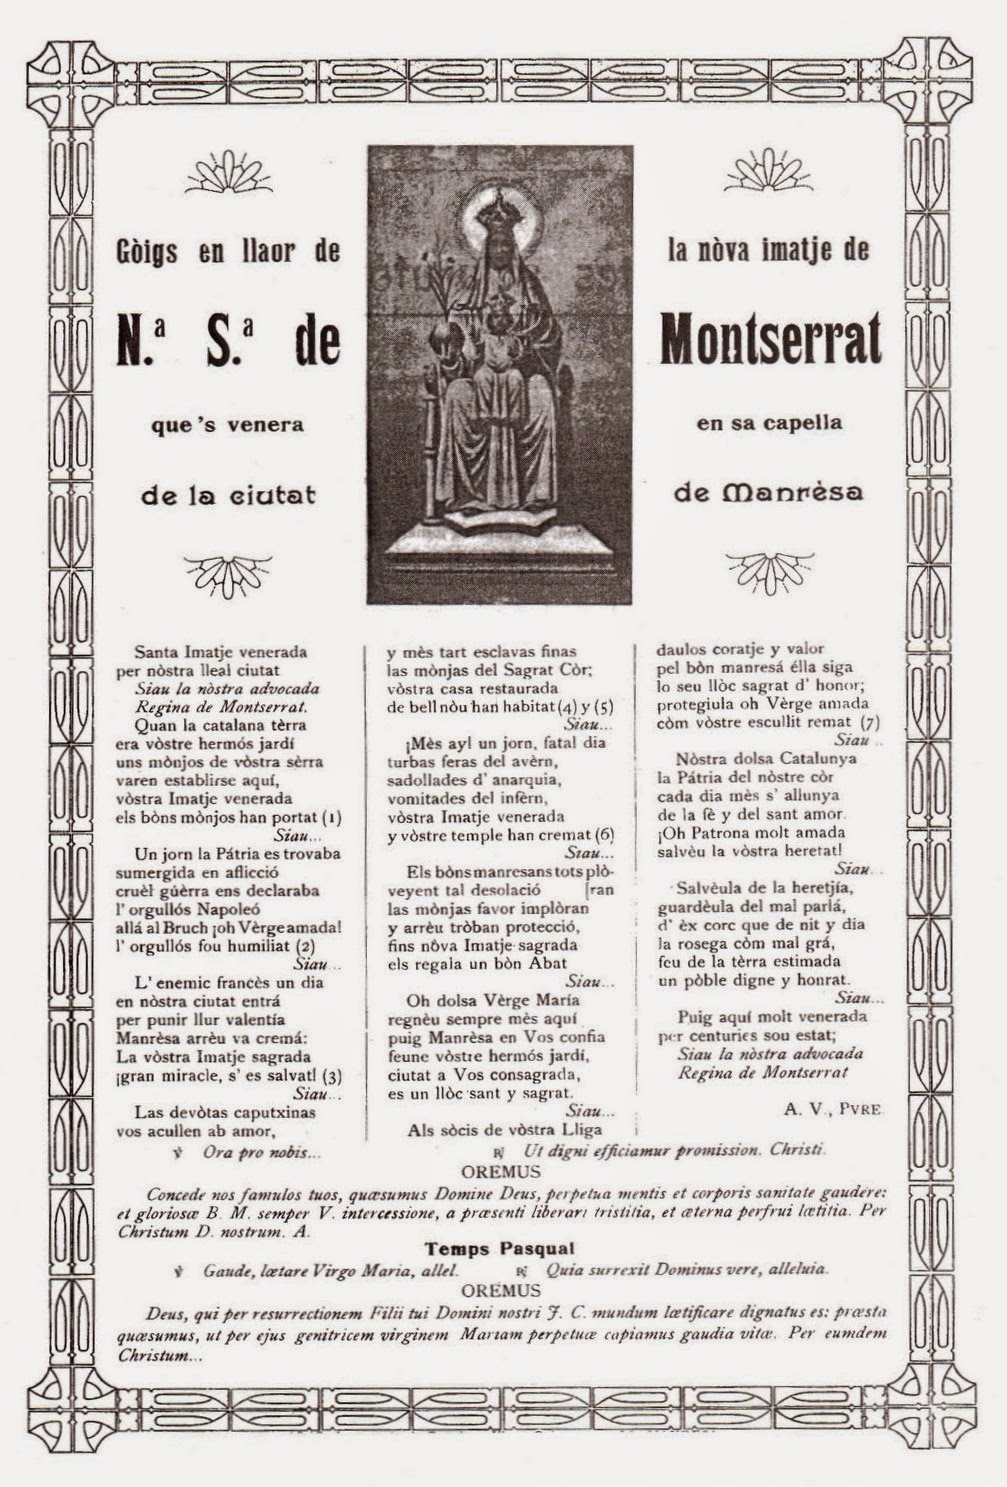 Gòigs en llaor de
N.ª S.ª de
que 's venera
de la ciutat
la nòva imatje de
Montserrat
en sa capella
de Manrèsa
Santa Imatje venerada
per nòstra lleal ciutat
Siau la nòstra advocada
Regina de Montserrat.
Quan la catalana tèrra
era vòstre hermós jardí
uns mònjos de vòstra sèrra
varen establirse aquí,
vòstra Imatje venerada
els bòns mònjos han portat (1)
Siau...
Un jorn la Pátria es trovaba
sumergida en aflicció
cruèl gúèrra ens declaraba
l' orgullós Napoleó
allá al Bruch ¡oh Vèrge amada!
l' orgullós fou humiliat (2)
Siau...
L' enemic francès un dia
en nòstra ciutat entrá
per punir llur valentía
Manrèsa arrèu va cremá:
La vòstra Imatje sagrada
¡gran miracle, s' es salvat! (3)
Siau...
Las devòtas caputxinas
vos acullen ab amor,
y mès tart esclavas finas
las mònjas del Sagrat Còr;
vòstra casa restaurada
de bell nòu han habitat (4) y (5)
Siau...
¡Mès ay! un jorn, fatal dia
turbas feras del avèrn,
sadollades d' anarquia,
vomitades del infèrn,
vòstra Imatje venerada
y vòstre temple han cremat (6)
Siau...
Els bòns manresans tots plò-
veyent tal desolació [ran
las mònjas favor implòran
y arrèu tròban protecció,
fins nòva Imatje sagrada
els regala un bòn Abat
Siau...
Oh dolsa Vèrge María
regnèu sempre mès aquí
puig Manrèsa en Vos confia
feune vòstre hermós jardí,
ciutat a Vos consagrada,
es un llòc sant y sagrat.
Siau...
Als sòcis de vòstra Lliga
daulos coratje y valor
pel bòn manresá élla siga
lo seu llòc sagrat d' honor;
protegiula oh Vèrge amada
còm vòstre escullit remat (7)
Siau...
Nòstra dolsa Catalunya
la Pátria del nòstre còr
cada dia mès s' allunya
de la fè y del sant amor.
¡Oh Patrona molt amada
salvèu la vòstra heretat!
Siau...
Salvèula de la heretjía,
guardèula del mal parlá,
d' èx corc que de nit y dia
la rosega còm mal grá,
feu de la tèrra estimada
un pòble digne y honrat.
Siau...
Puig aquí molt venerada
per centuries sou estat;
Siau la nòstra advocada
Regina de Montserrat
A. V., PVRE
℣ Ora pro nobis... ℟ Ut digni efficiamur promission. Christi.
OREMUS
Concede nos famulos tuos, quæsumus Domine Deus, perpetua mentis et corporis sanitate gaudere:
et gloriosæ B. M. semper V. intercessione, a præsenti liberari tristitia, et æterna perfrui lætitia. Per
Christum D. nostrum. A.
Temps Pasqual
℣ Gaude, lætare Virgo Maria, allel. ℟ Quia surrexit Dominus vere, alleluia.
OREMUS
Deus, qui per resurrectionem Filii tui Domini nostri J. C. mundum lætificare dignatus es: præsta
quæsumus, ut per ejus genitricem virginem Mariam perpetuæ capiamus gaudia vitæ. Per eumdem
Christum...